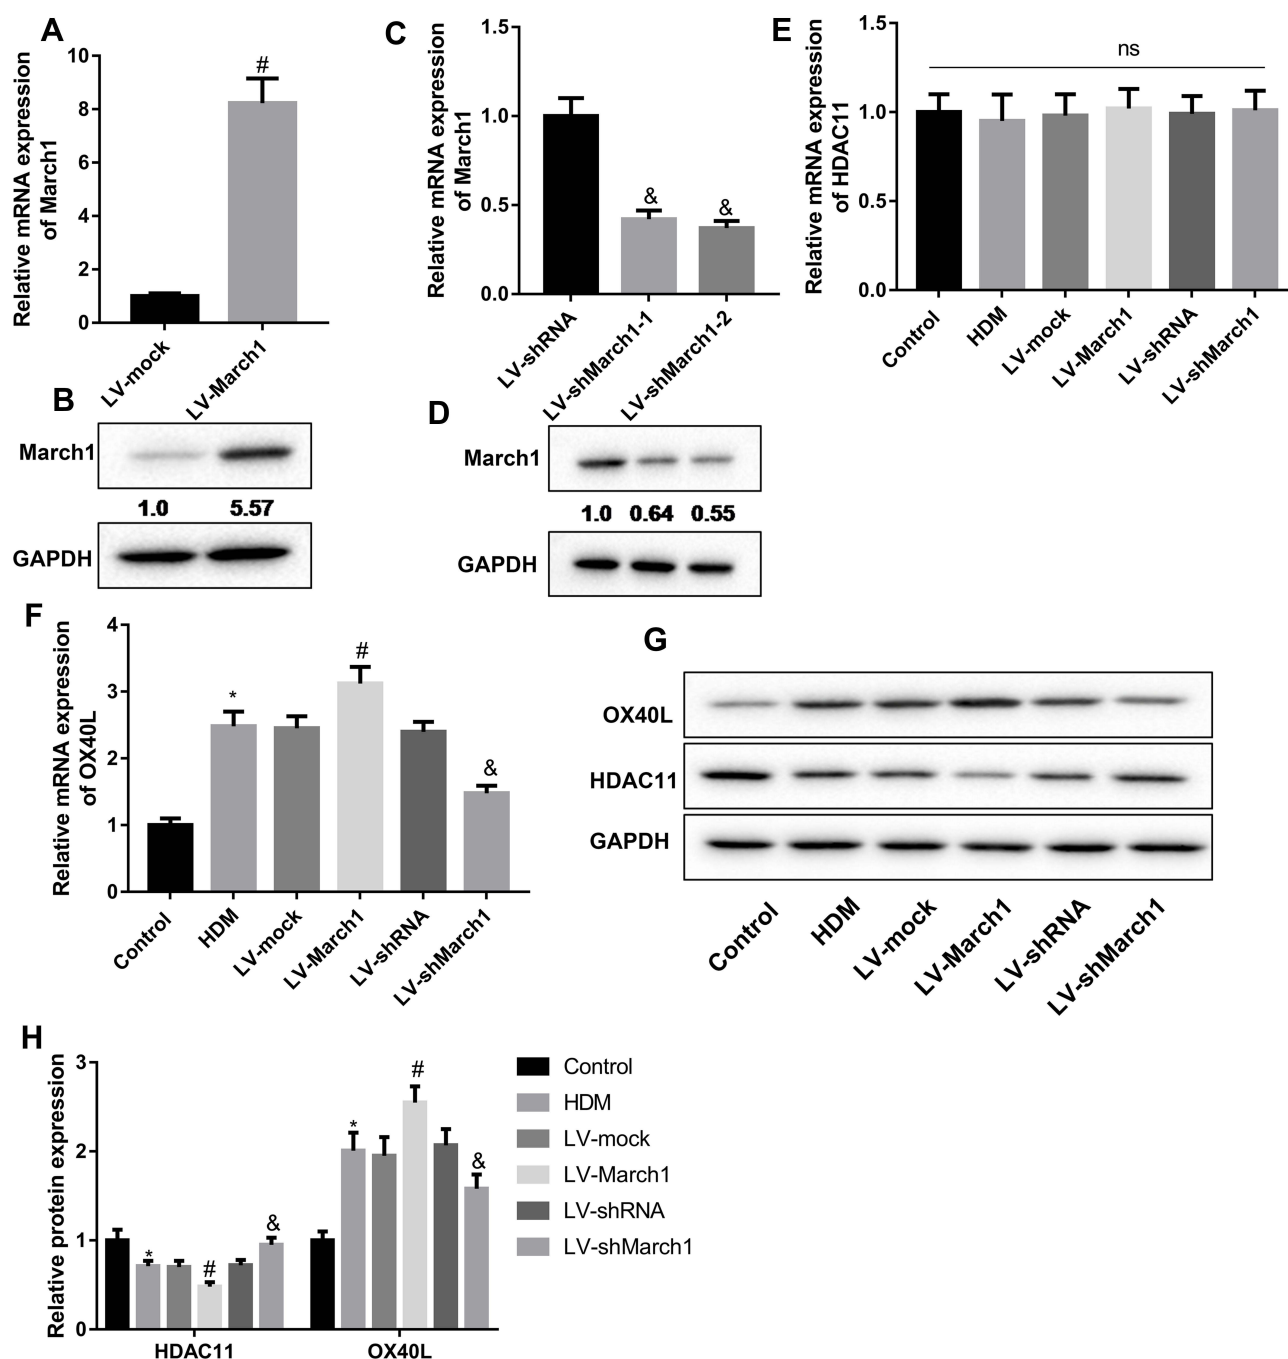 A
Relative mRNA expression
of March1
10
8
6
4
2
0
#
LV-mock
LV-March1
C
Relative mRNA expression
of March1
1.5
1.0
0.5
0.0
&
&
LV-shRNA
LV-shMarch1-1
LV-shMarch1-2
E
Relative mRNA expression
of HDAC11
1.5
1.0
0.5
0.0
ns
Control
HDM
LV-mock
LV-March1
LV-shRNA
LV-shMarch1
B
March1
1.0 5.57
GAPDH
D
March1
1.0 0.64 0.55
GAPDH
F
Relative mRNA expression
of OX40L
4
3
2
1
0
*
#
&
Control
HDM
LV-mock
LV-March1
LV-shRNA
LV-shMarch1
G
OX40L
HDAC11
GAPDH
Control
HDM
LV-mock
LV-March1
LV-shRNA
LV-shMarch1
H
Relative protein expression
3
2
1
0
*
#
&
*
#
&
HDAC11
OX40L
Control
HDM
LV-mock
LV-March1
LV-shRNA
LV-shMarch1